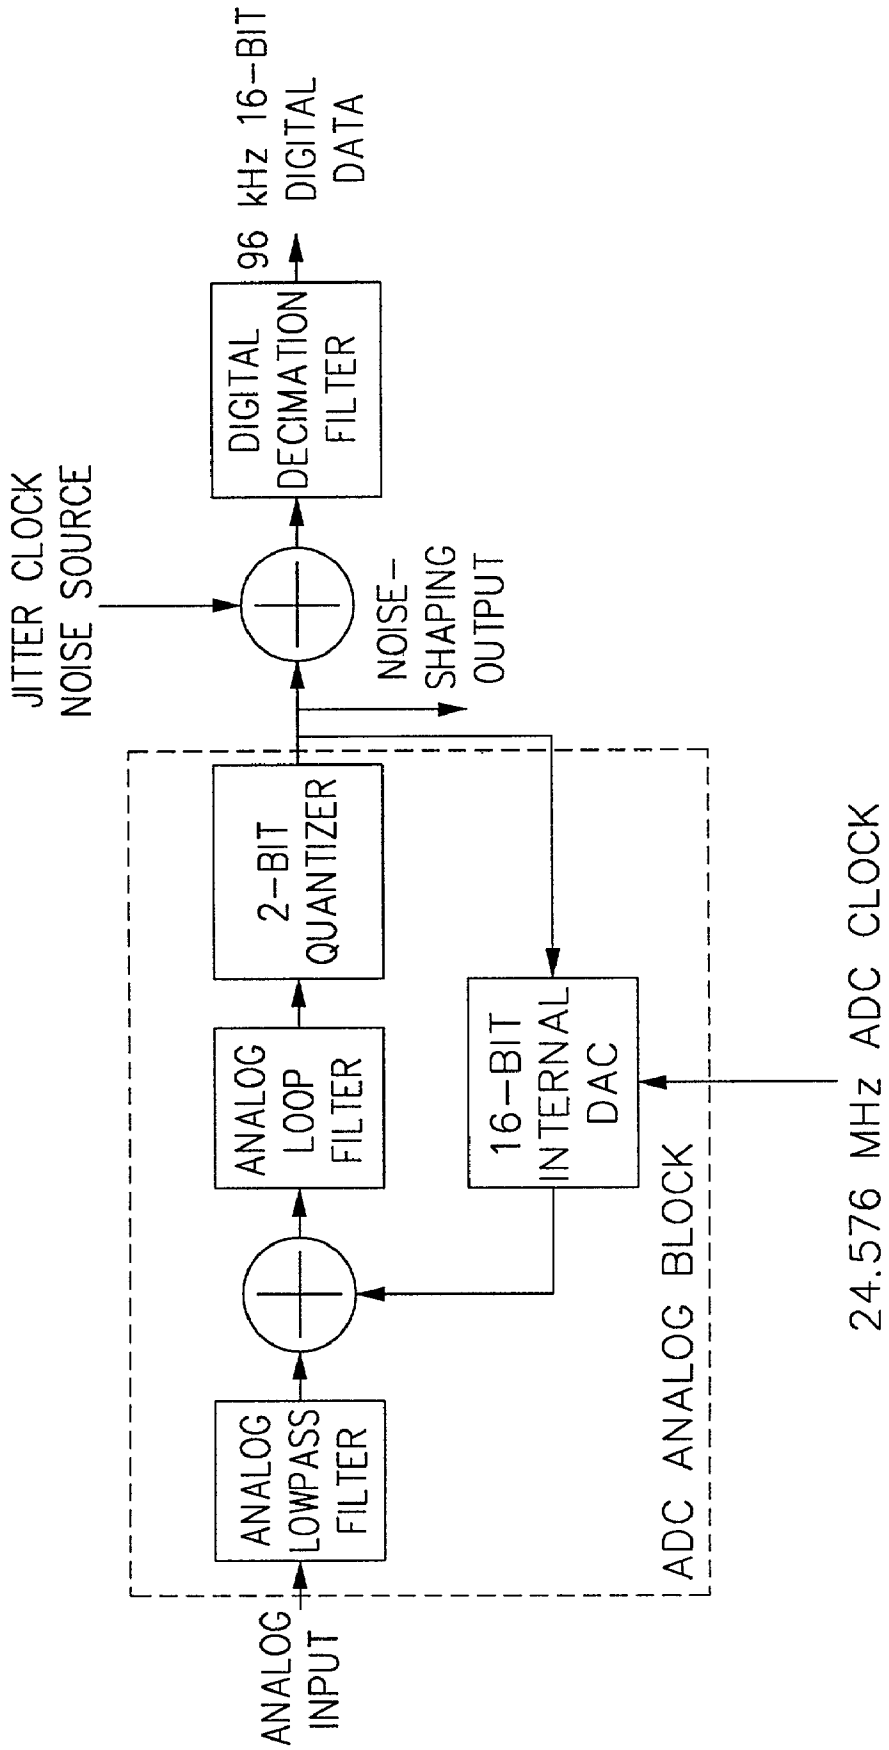 JITTER CLOCK
NOISE SOURCE
ANALOG
INPUT
ANALOG
LOWPASS
FILTER
ANALOG
LOOP
FILTER
2-BIT
QUANTIZER
NOISE-
SHAPING
OUTPUT
DIGITAL
DECIMATION
FILTER
96 kHz 16-BIT
DIGITAL
DATA
16-BIT
INTERNAL
DAC
ADC ANALOG BLOCK
24.576 MHz ADC CLOCK